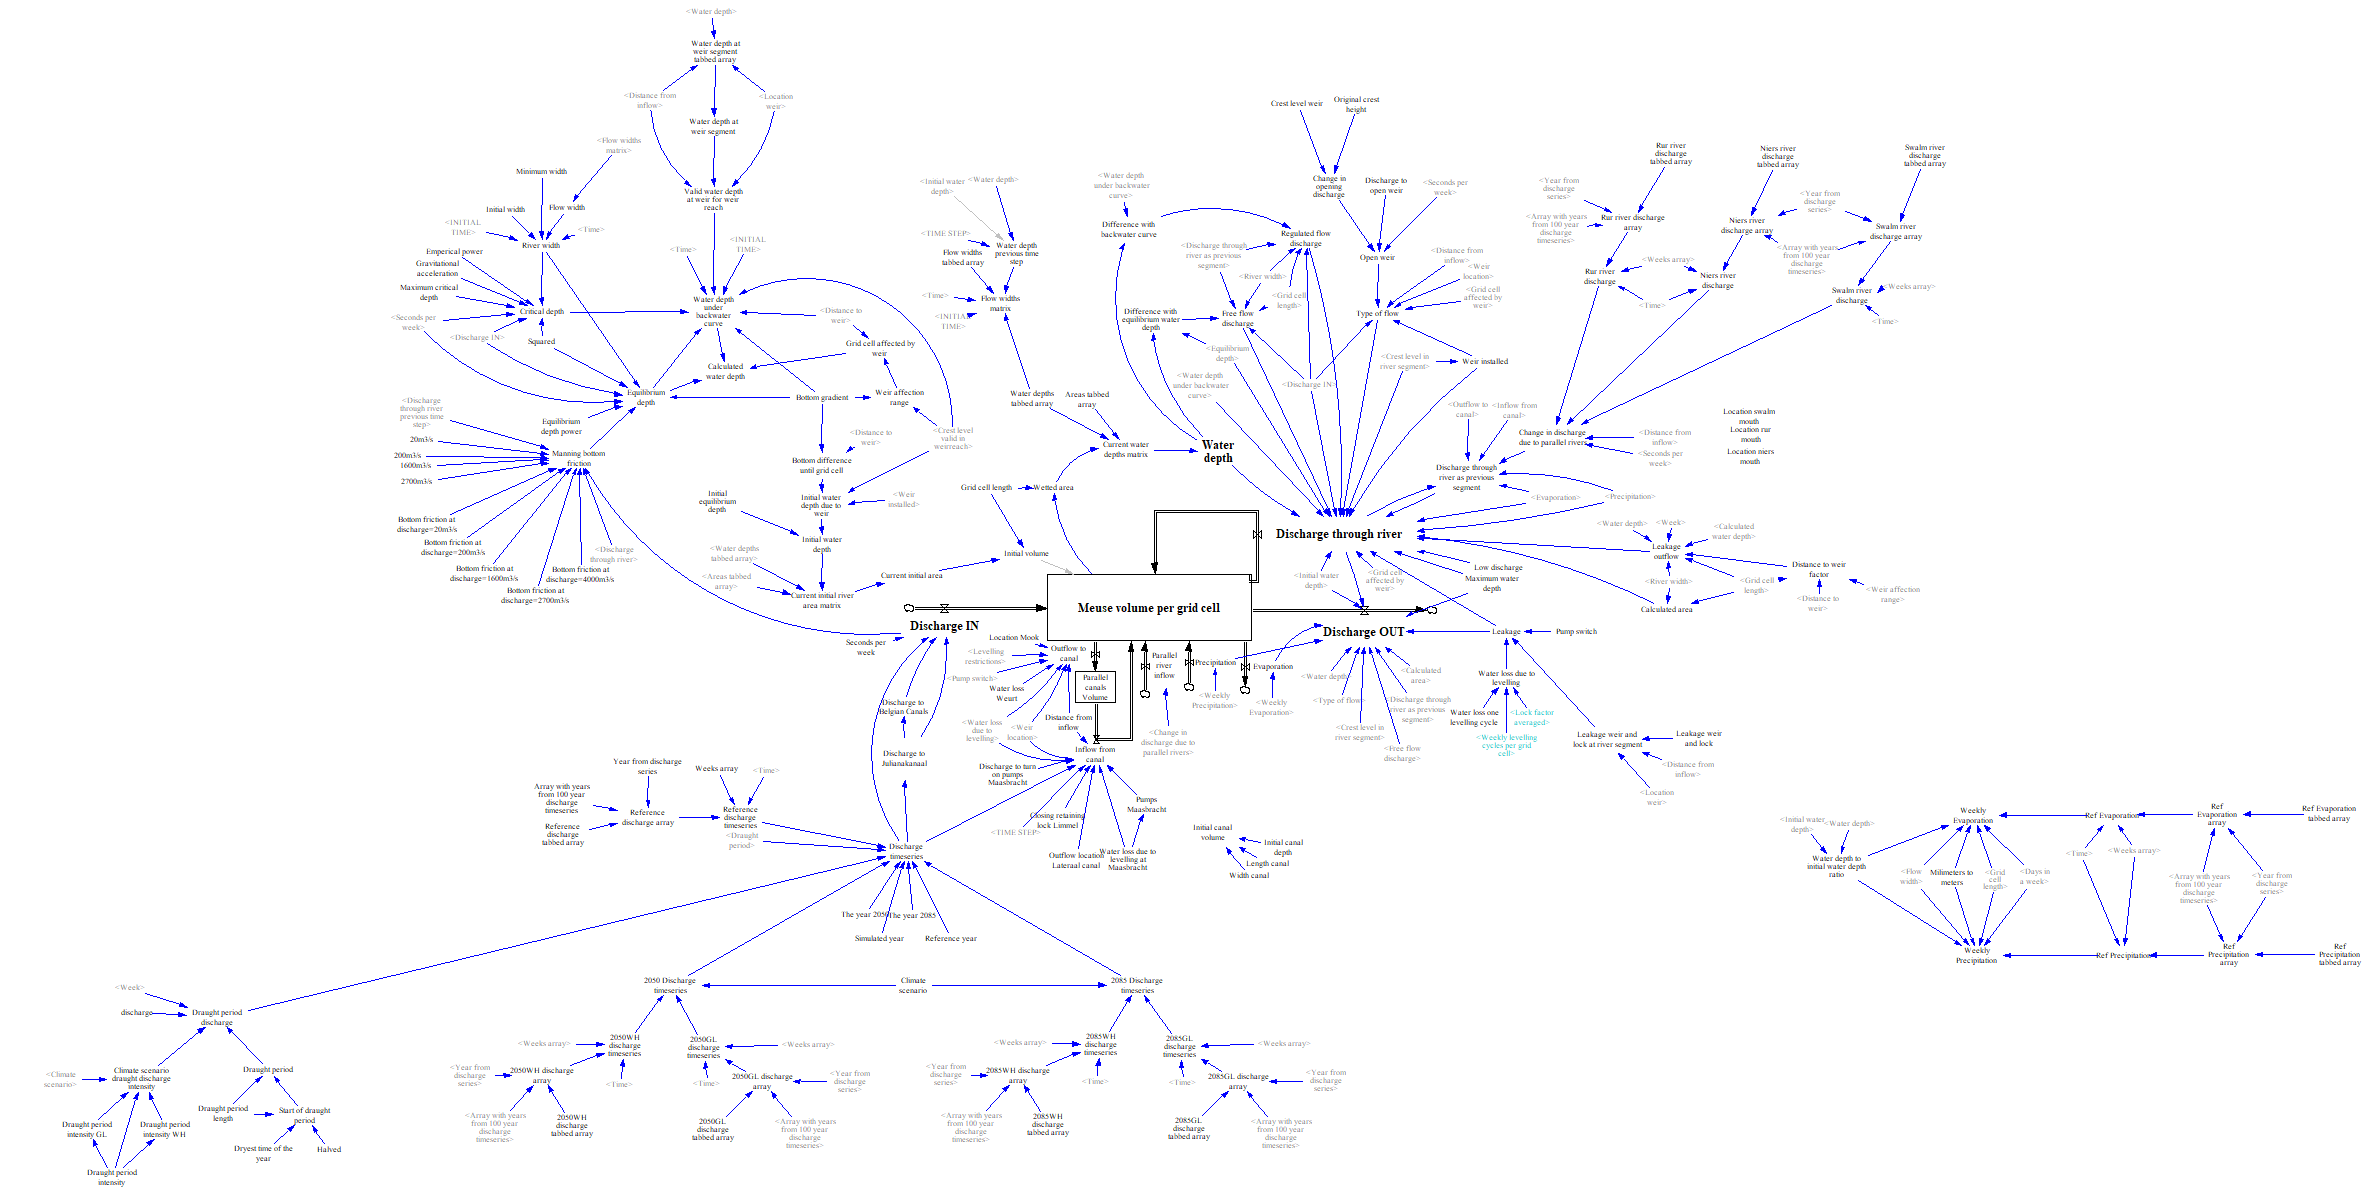 <Water depth>
Water depth at
weir segment
tabbed array
<Distance from
inflow>
<Location
weir>
Water depth at
weir segment
<Flow widths
matrix>
Minimum width
Valid water depth
at weir for weir
reach
Initial width
Flow width
<INITIAL
TIME>
<Time>
River width
<Time>
<INITIAL
TIME>
Emperical power
Gravitational
acceleration
Maximum critical
depth
<Seconds per
week>
Critical depth
<Discharge IN>
Squared
Water depth
under
backwater
curve
<Distance to
weir>
Grid cell affected by
weir
Calculated
water depth
Equilibrium
depth
Bottom gradient
Weir affection
range
<Discharge
through river
previous time
step>
Equilibrium
depth power
20m3/s
200m3/s
1600m3/s
2700m3/s
Manning bottom
friction
<Distance to
weir>
<Crest level
valid in
weirreach>
Bottom difference
until grid cell
Initial
equilibrium
depth
Initial water
depth due to
weir
<Weir
installed>
Bottom friction at
discharge=20m3/s
Bottom friction at
discharge=200m3/s
Bottom friction at
discharge=1600m3/s
Bottom friction at
discharge=2700m3/s
Bottom friction at
discharge=4000m3/s
<Discharge
through river>
Initial water
depth
<Water depths
tabbed array>
<Areas tabbed
array>
Current initial area
Current initial river
area matrix
<Initial water
depth>
<Water depth>
<TIME STEP>
Flow widths
tabbed array
Water depth
previous time
step
<Time>
Flow widths
matrix
<INITIAL
TIME>
Water depths
tabbed array
Areas tabbed
array
Current water
depths matrix
Water
depth
Grid cell length
Wetted area
Initial volume
Crest level weir
Original crest
height
<Water depth
under backwater
curve>
Change in
opening
discharge
Discharge to
open weir
<Seconds per
week>
Difference with
backwater curve
Regulated flow
discharge
<Discharge through
river as previous
segment>
Open weir
<Distance from
inflow>
<Weir
location>
<River width>
<Grid cell
length>
<Grid cell
affected by
weir>
Difference with
equilibrium water
depth
Free flow
discharge
Type of flow
<Equilibrium
depth>
<Crest level in
river segment>
Weir installed
<Water depth
under backwater
curve>
<Discharge IN>
<Outflow to
canal>
<Inflow from
canal>
Rur river
discharge
tabbed array
Niers river
discharge
tabbed array
Swalm river
discharge
tabbed array
<Year from
discharge
series>
<Array with years
from 100 year
discharge
timeseries>
Rur river discharge
array
Niers river
discharge array
<Year from
discharge
series>
Swalm river
discharge array
<Array with years
from 100 year
discharge
timeseries>
Rur river
discharge
<Weeks array>
Niers river
discharge
<Time>
Swalm river
discharge
<Weeks array>
<Time>
Change in discharge
due to parallel rivers
<Distance from
inflow>
<Seconds per
week>
Location swalm
mouth
Location rur
mouth
Location niers
mouth
Discharge through
river as previous
segment
<Evaporation>
<Precipitation>
Discharge through river
<Water depth>
<Week>
<Calculated
water depth>
Leakage
outflow
Distance to weir
factor
<River width>
<Grid cell
length>
<Distance to
weir>
<Weir affection
range>
Calculated area
<Initial water
depth>
<Grid cell
affected by
weir>
Low discharge
Maximum water
depth
Meuse volume per grid cell
Discharge IN
Seconds per
week
Discharge OUT
Leakage
Pump switch
Location Mook
<Levelling
restrictions>
<Pump switch>
Outflow to
canal
Water loss
Weurt
Parallel
canals
Volume
Parallel
river
inflow
Precipitation
<Weekly
Precipitation>
Evaporation
<Weekly
Evaporation>
<Water depth>
<Type of flow>
<Crest level in
river segment>
<Free flow
discharge>
<Discharge through
river as previous
segment>
<Calculated
area>
Water loss due to
levelling
Water loss one
levelling cycle
<Lock factor
averaged>
<Weekly levelling
cycles per grid
cell>
Leakage weir and
lock at river segment
Leakage weir
and lock
<Distance from
inflow>
<Location
weir>
Discharge to
Belgian Canals
Discharge to
Julianakanaal
<Water loss
due to
levelling>
<Weir
location>
Distance from
inflow
<Change in
discharge due to
parallel rivers>
Inflow from
canal
Discharge to turn
on pumps
Maasbracht
Pumps
Maasbracht
Closing retaining
lock Limmel
<TIME STEP>
Outflow location
Lateraal canal
Water loss due to
levelling at
Maasbracht
Initial canal
volume
Initial canal
depth
Length canal
Width canal
Year from discharge
series
Weeks array
<Time>
Array with years
from 100 year
discharge
timeseries
Reference
discharge array
Reference
discharge
timeseries
Reference
discharge
tabbed array
<Draught
period>
Discharge
timeseries
The year 2050
The year 2085
Simulated year
Reference year
2050 Discharge
timeseries
Climate
scenario
2085 Discharge
timeseries
<Week>
discharge
Draught period
discharge
<Climate
scenario>
Climate scenario
draught discharge
intensity
Draught period
Draught period
length
Start of draught
period
Draught period
intensity GL
Draught period
intensity WH
Dryest time of the
year
Halved
Draught period
intensity
<Weeks array>
2050WH
discharge
timeseries
2050GL
discharge
timeseries
<Weeks array>
<Year from
discharge
series>
2050WH discharge
array
<Time>
<Time>
2050GL discharge
array
<Year from
discharge
series>
<Array with years
from 100 year
discharge
timeseries>
2050WH
discharge
tabbed array
2050GL
discharge
tabbed array
<Array with years
from 100 year
discharge
timeseries>
<Weeks array>
2085WH
discharge
timeseries
2085GL
discharge
timeseries
<Weeks array>
<Year from
discharge
series>
2085WH discharge
array
<Time>
<Time>
2085GL discharge
array
<Year from
discharge
series>
<Array with years
from 100 year
discharge
timeseries>
2085WH
discharge
tabbed array
2085GL
discharge
tabbed array
<Array with years
from 100 year
discharge
timeseries>
<Initial water
depth>
<Water depth>
Weekly
Evaporation
Ref Evaporation
Ref
Evaporation
array
Ref Evaporation
tabbed array
Water depth to
initial water depth
ratio
<Flow
width>
Milimeters to
meters
<Grid
cell
length>
<Days in
a week>
<Time>
<Weeks array>
<Array with years
from 100 year
discharge
timeseries>
<Year from
discharge
series>
Weekly
Precipitation
Ref Precipitation
Ref
Precipitation
array
Ref
Precipitation
tabbed array